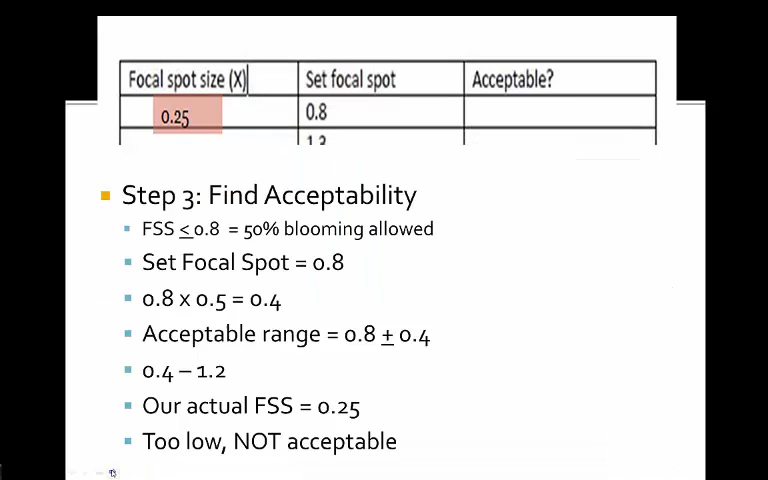 Focal spot size (X) Set focal spot Acceptable?
0.25 0.8
1.2
Step 3: Find Acceptability
FSS < 0.8 = 50% blooming allowed
Set Focal Spot = 0.8
0.8 x 0.5 = 0.4
Acceptable range = 0.8 + 0.4
0.4 – 1.2
Our actual FSS = 0.25
Too low, NOT acceptable